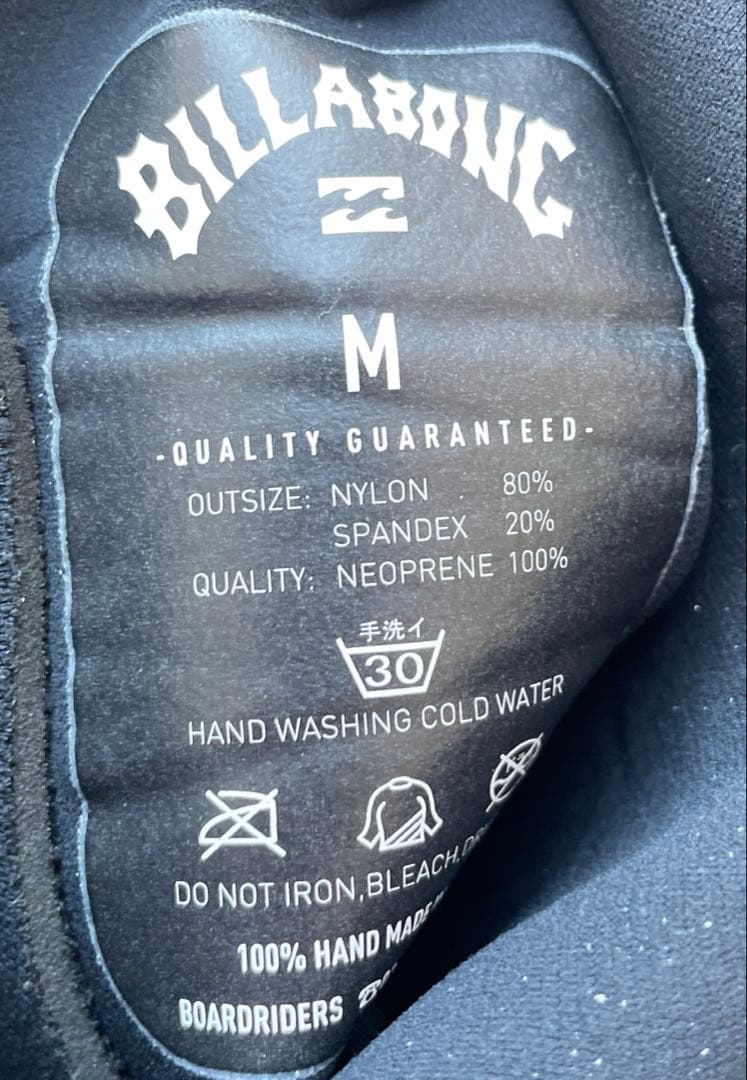 BILLABONG
M
-QUALITY GUARANTEED-
OUTSIZE: NYLON 80%
SPANDEX 20%
QUALITY: NEOPRENE 100%
手洗イ
30
HAND WASHING COLD WATER
DO NOT IRON,BLEACH,
100% HAND MADE
BOARDRIDERS